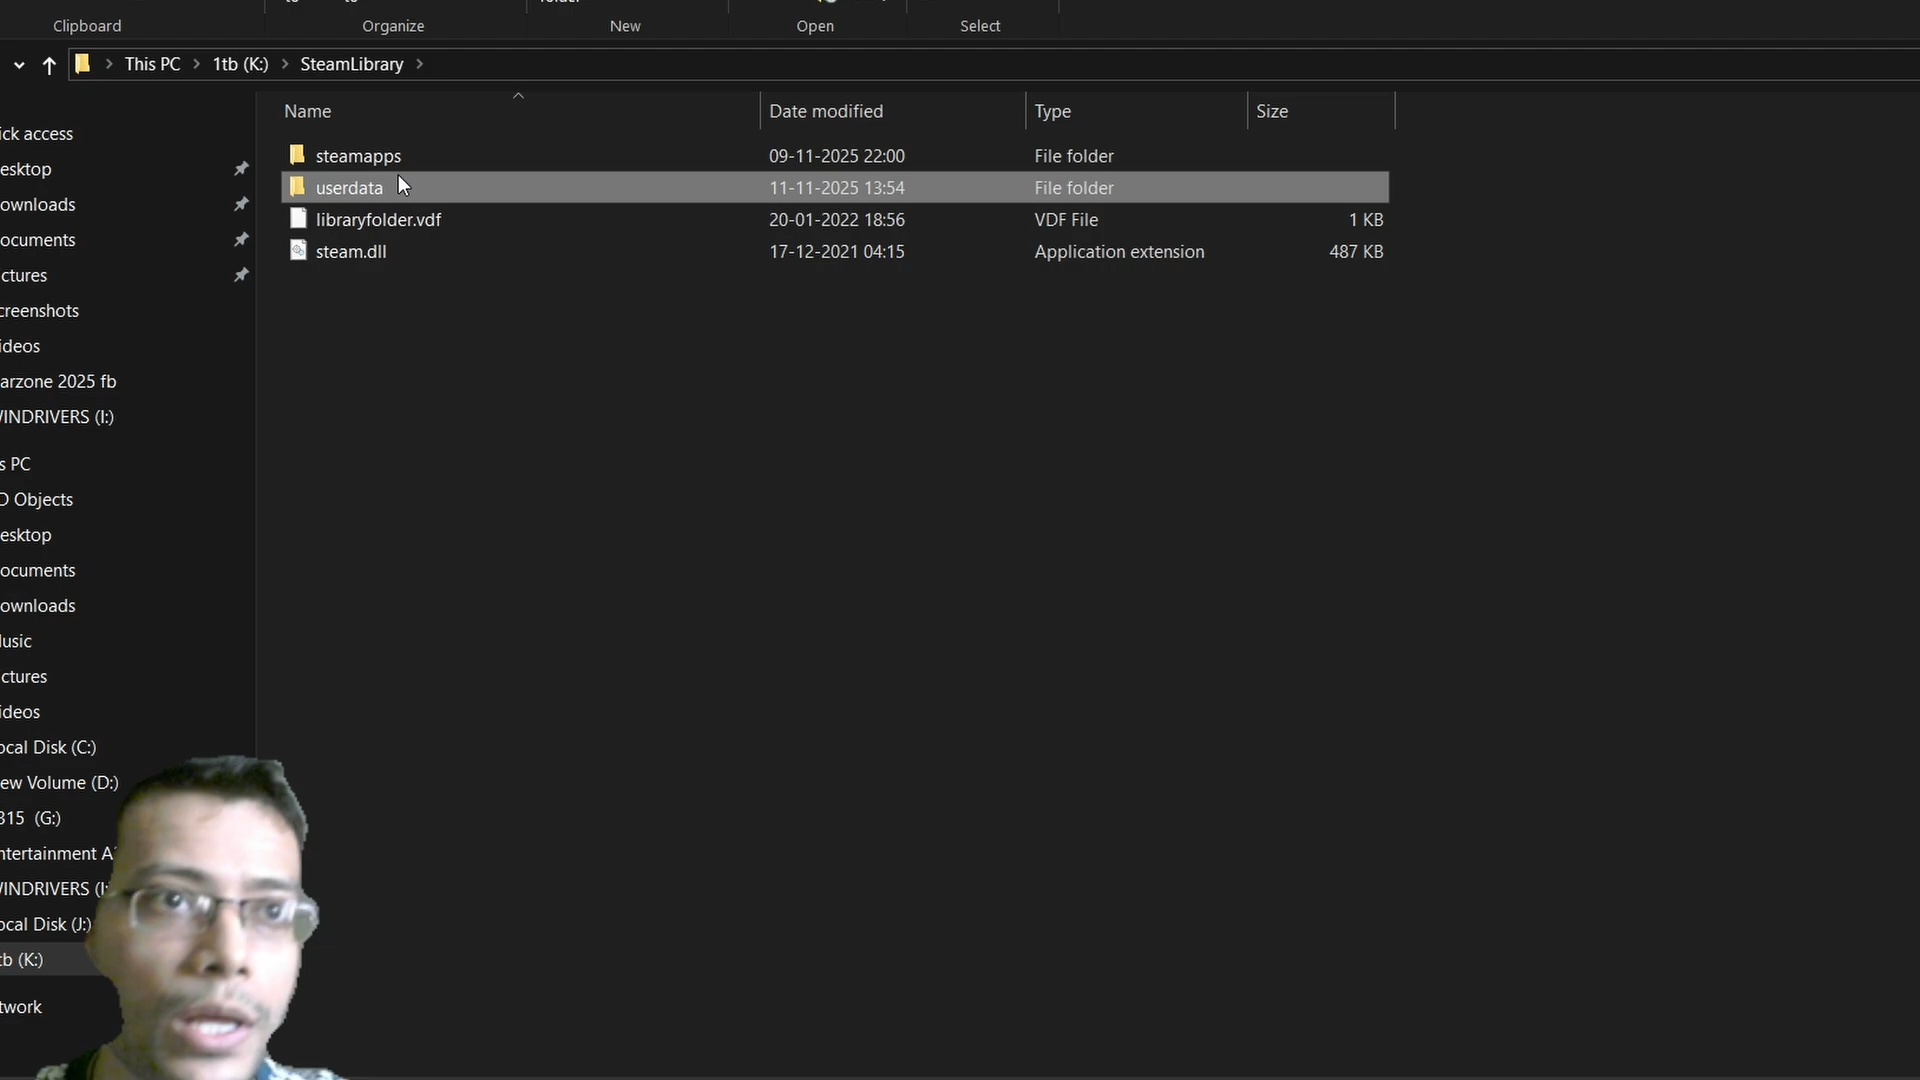 Clipboard
Organize
New
Open
Select
This PC
1tb (K:)
SteamLibrary
Name
Date modified
Type
Size
steamapps
09-11-2025 22:00
File folder
userdata
11-11-2025 13:54
File folder
libraryfolder.vdf
20-01-2022 18:56
VDF File
1 KB
steam.dll
17-12-2021 04:15
Application extension
487 KB
ick access
esktop
ownloads
ocuments
ctures
creenshots
ideos
arzone 2025 fb
INDRIVERS (I:)
s PC
D Objects
esktop
ocuments
ownloads
usic
ctures
ideos
ocal Disk (C:)
ew Volume (D:)
315 (G:)
ntertainment A
INDRIVERS (I:
ocal Disk (J:)
tb (K:)
twork